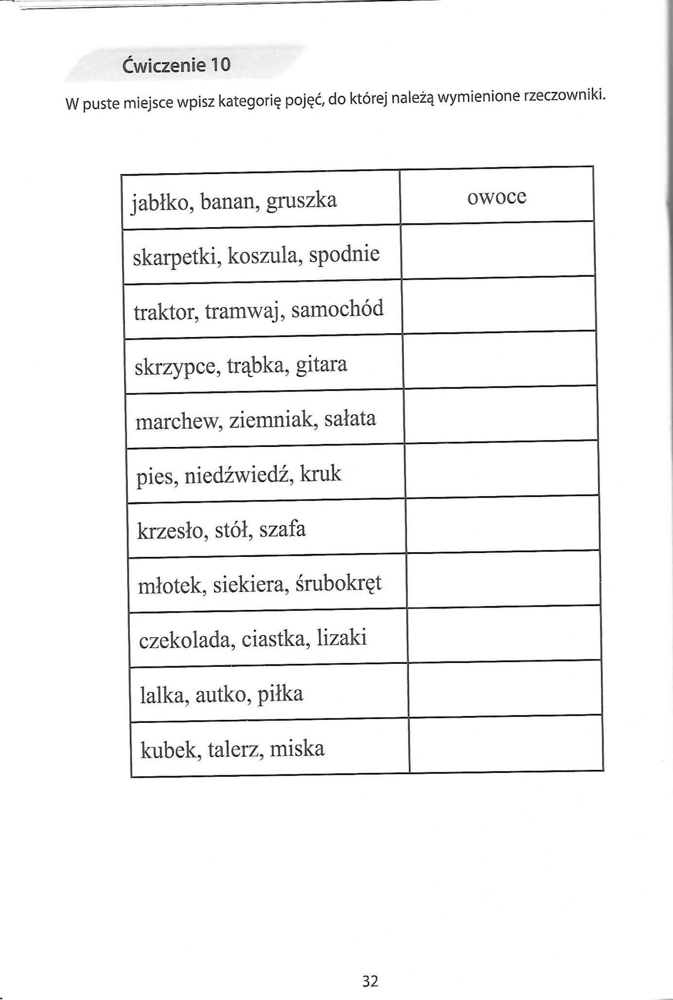 Ćwiczenie 10
W puste miejsce wpisz kategorię pojęć, do której należą wymienione rzeczowniki.
jabłko, banan, gruszka owoce
skarpetki, koszula, spodnie
traktor, tramwaj, samochód
skrzypce, trąbka, gitara
marchew, ziemniak, sałata
pies, niedźwiedź, kruk
krzesło, stół, szafa
młotek, siekiera, śrubokręt
czekolada, ciastka, lizaki
lalka, autko, piłka
kubek, talerz, miska
32